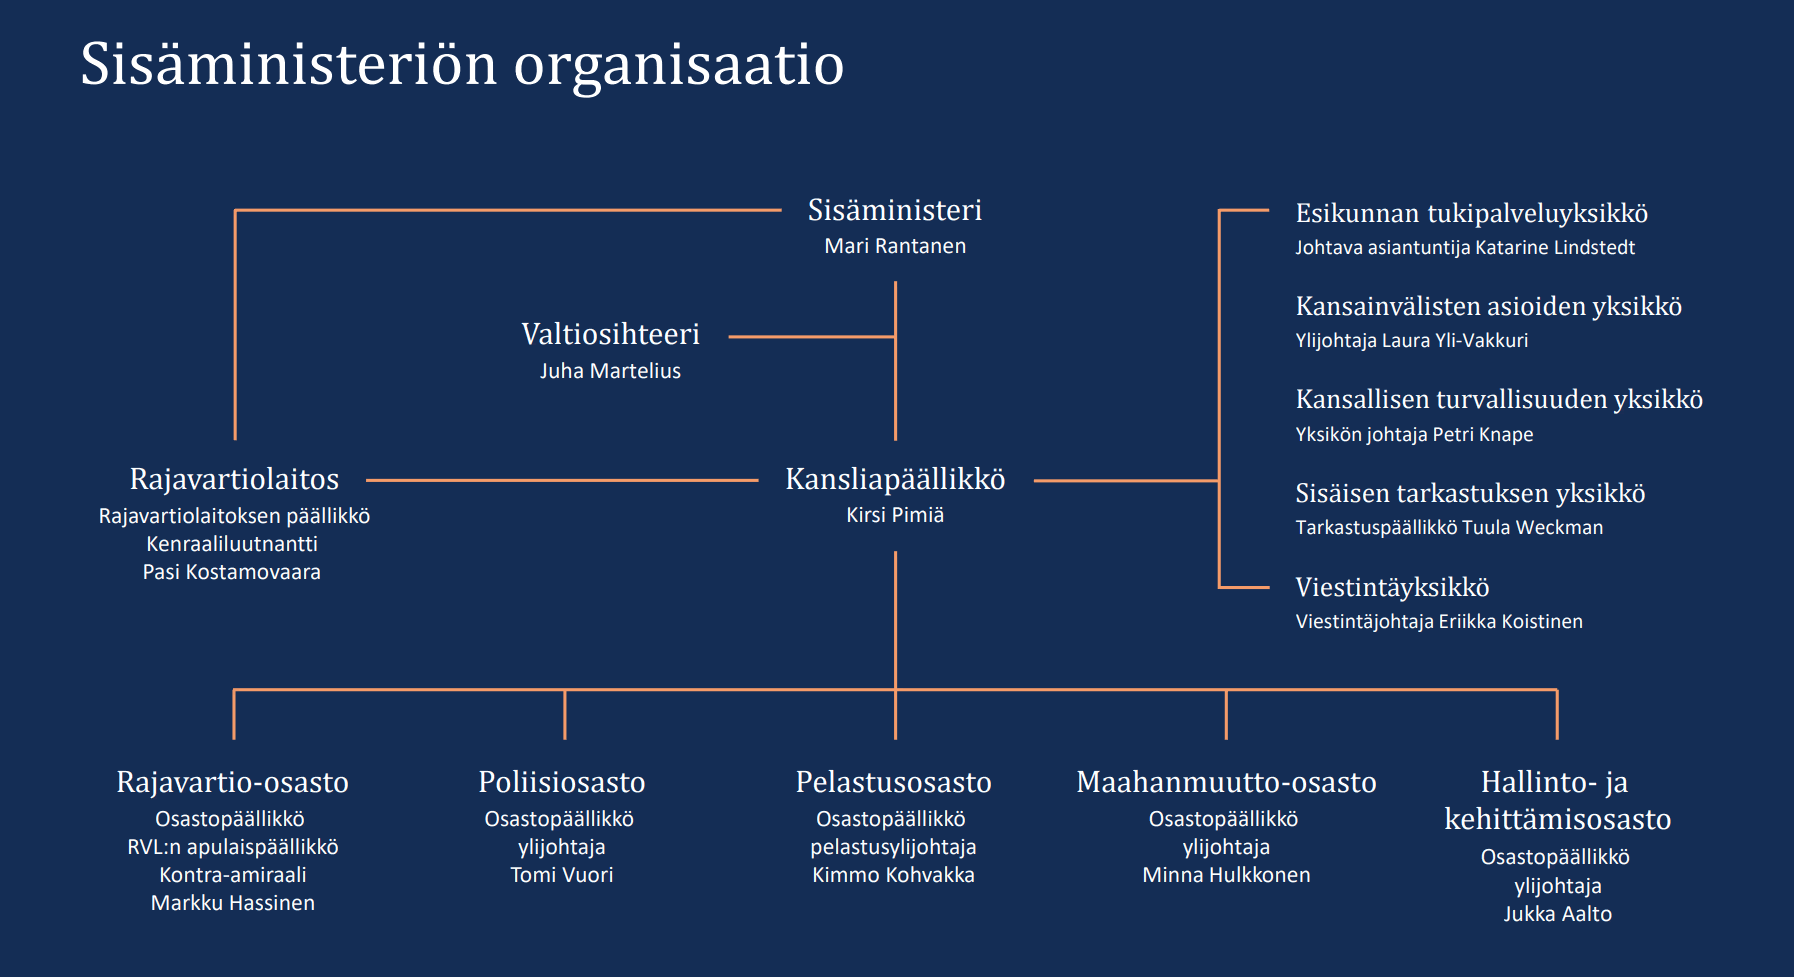 Sisäministeriön organisaatio
Sisäministeri
Mari Rantanen
Valtiosihteeri
Juha Martelius
Rajavartiolaitos
Rajavartiolaitoksen päällikkö
Kenraaliluutnantti
Pasi Kostamovaara
Kansliapäällikkö
Kirsi Pimiä
Esikunnan tukipalveluyksikkö
Johtava asiantuntija Katarine Lindstedt
Kansainvälisten asioiden yksikkö
Ylijohtaja Laura Yli-Vakkuri
Kansallisen turvallisuuden yksikkö
Yksikön johtaja Petri Knape
Sisäisen tarkastuksen yksikkö
Tarkastuspäällikkö Tuula Weckman
Viestintäyksikkö
Viestintäjohtaja Eriikka Koistinen
Rajavartio-osasto
Osastopäällikkö
RVL:n apulaispäällikkö
Kontra-amiraali
Markku Hassinen
Poliisiosasto
Osastopäällikkö
ylijohtaja
Tomi Vuori
Pelastusosasto
Osastopäällikkö
pelastusylijohtaja
Kimmo Kohvakka
Maahanmuutto-osasto
Osastopäällikkö
ylijohtaja
Minna Hulkkonen
Hallinto- ja
kehittämisosasto
Osastopäällikkö
ylijohtaja
Jukka Aalto